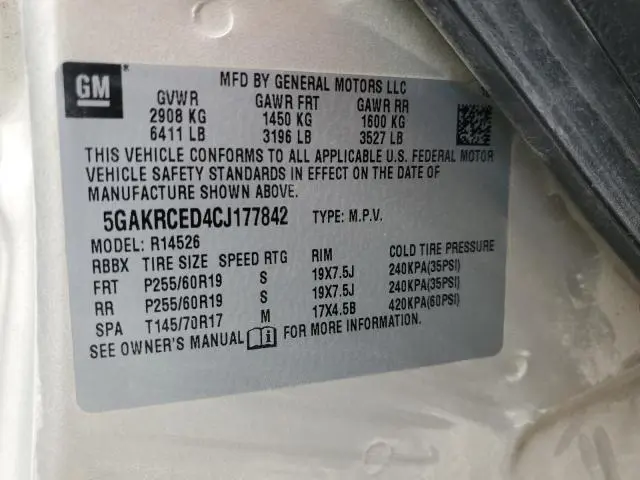 GM
MFD BY GENERAL MOTORS LLC
GVWR GAWR FRT GAWR RR
2908 KG 1450 KG 1600 KG
6411 LB 3196 LB 3527 LB
THIS VEHICLE CONFORMS TO ALL APPLICABLE U.S. FEDERAL MOTOR
VEHICLE SAFETY STANDARDS IN EFFECT ON THE DATE OF
MANUFACTURE SHOWN ABOVE.
5GAKRCED4CJ177842 TYPE: M.P.V.
MODEL: R14526
RBBX TIRE SIZE SPEED RTG RIM COLD TIRE PRESSURE
FRT P255/60R19 S 19X7.5J 240KPA(35PSI)
RR P255/60R19 S 19X7.5J 240KPA(35PSI)
SPA T145/70R17 M 17X4.5B 420KPA(60PSI)
SEE OWNER'S MANUAL i FOR MORE INFORMATION.